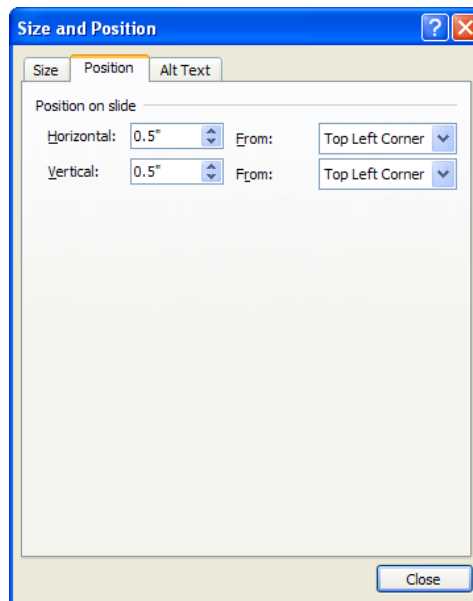 Size and Position
Size Position Alt Text
Position on slide
Horizontal: 0.5" From: Top Left Corner
Vertical: 0.5" From: Top Left Corner
Close